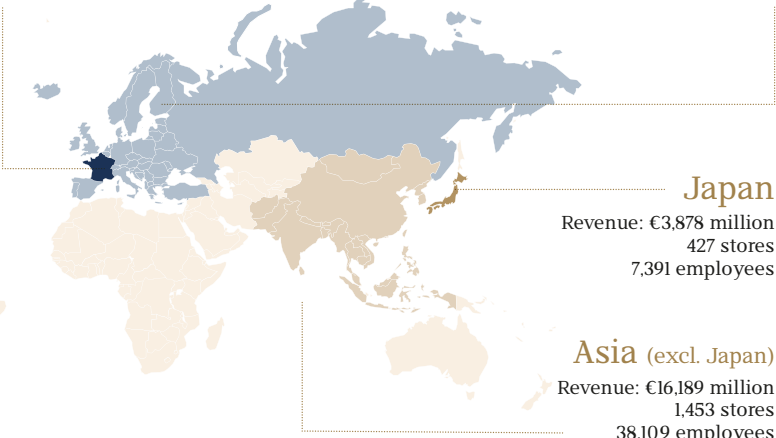 Japan
Revenue: €3,878 million
427 stores
7,391 employees
Asia (excl. Japan)
Revenue: €16,189 million
1,453 stores
38,109 employees